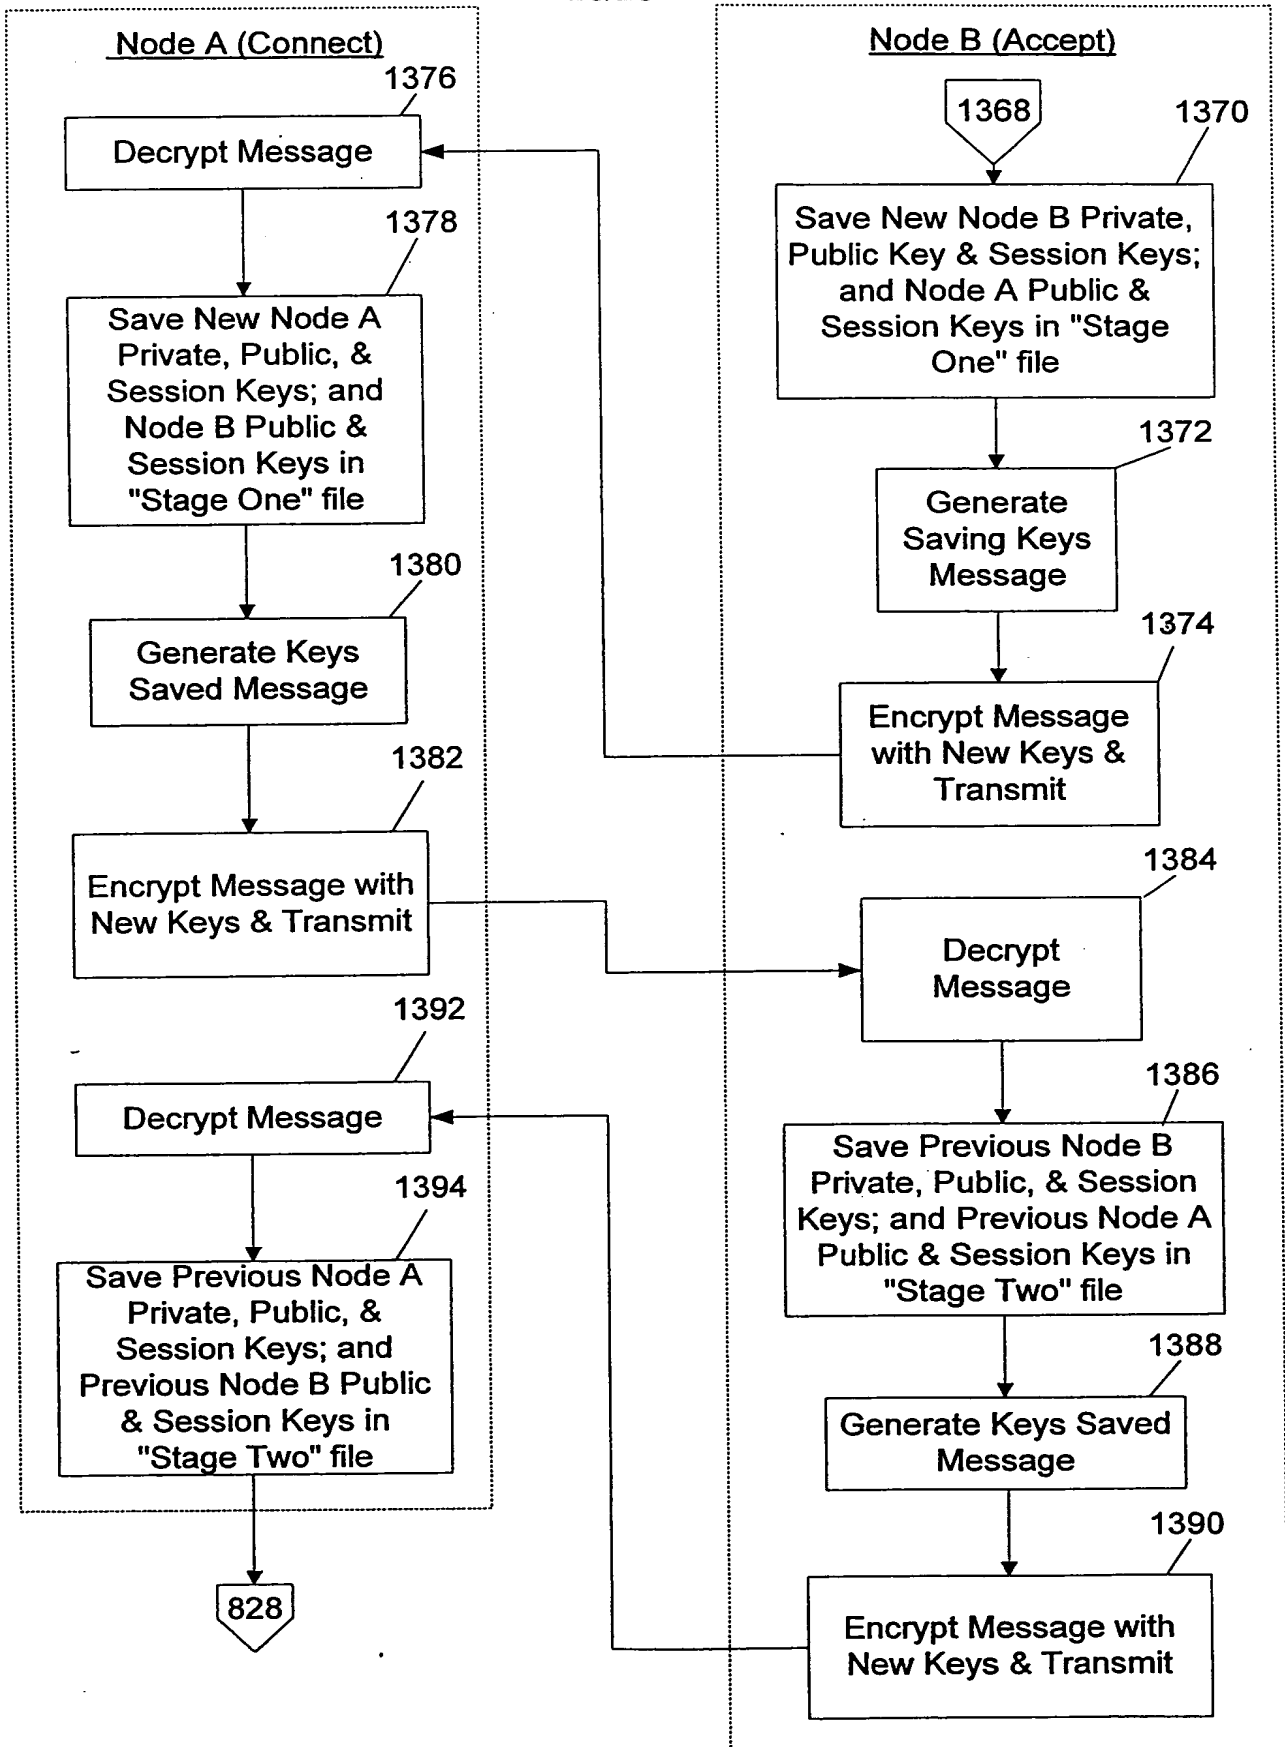 Node A (Connect)
1376
Decrypt Message
1378
Save New Node A
Private, Public, &
Session Keys; and
Node B Public &
Session Keys in
"Stage One" file
1380
Generate Keys
Saved Message
1382
Encrypt Message with
New Keys & Transmit
1392
Decrypt Message
1394
Save Previous Node A
Private, Public, &
Session Keys; and
Previous Node B Public
& Session Keys in
"Stage Two" file
828
Node B (Accept)
1368
1370
Save New Node B Private,
Public Key & Session Keys;
and Node A Public &
Session Keys in "Stage
One" file
1372
Generate
Saving Keys
Message
1374
Encrypt Message
with New Keys &
Transmit
1384
Decrypt
Message
1386
Save Previous Node B
Private, Public, & Session
Keys; and Previous Node A
Public & Session Keys in
"Stage Two" file
1388
Generate Keys Saved
Message
1390
Encrypt Message with
New Keys & Transmit